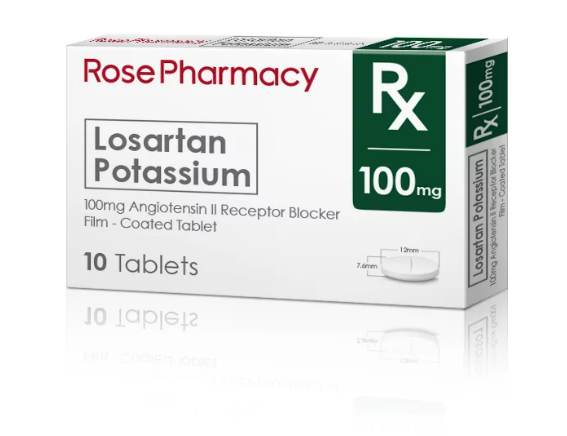 100mg
RosePharmacy
Rx
100mg
Losartan
Potassium
100mg Angiotensin II Receptor Blocker
Film - Coated Tablet
10 Tablets
12mm
7.6mm
Rx | 100mg
Losartan Potassium
100mg Angiotensin II Receptor Blocker
Film - Coated Tablet